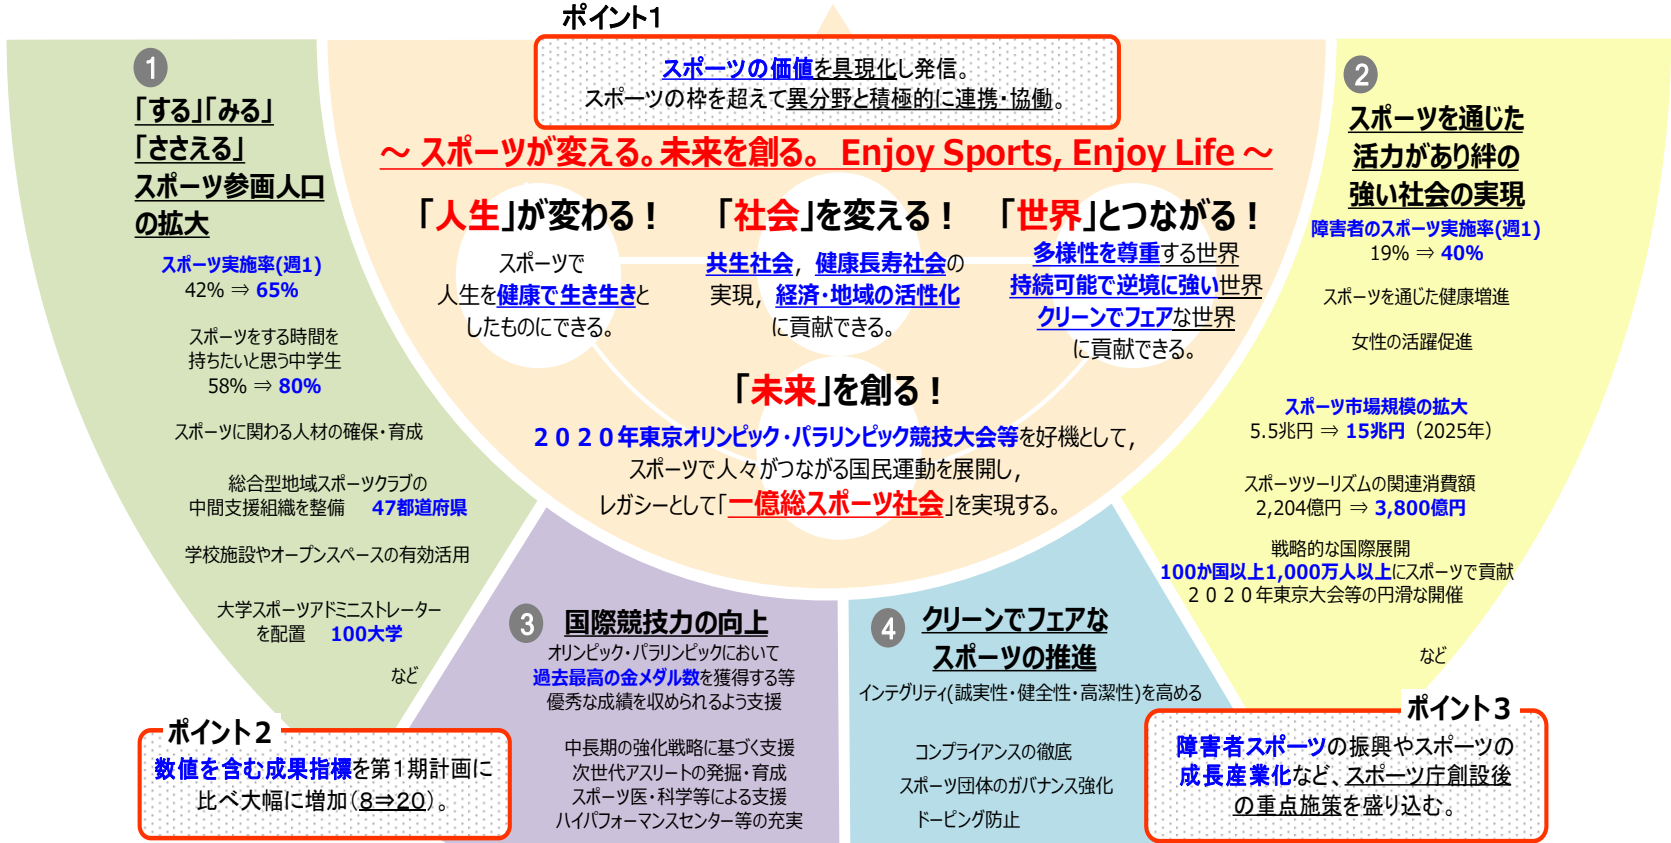 ポイント1
スポーツの価値を具現化し発信。
スポーツの枠を超えて異分野と積極的に連携・協働。
～ スポーツが変える。未来を創る。 Enjoy Sports, Enjoy Life ～
「人生」が変わる！
スポーツで
人生を健康で生き生きと
したものにできる。
「社会」を変える！
共生社会，健康長寿社会の
実現，経済・地域の活性化
に貢献できる。
「世界」とつながる！
多様性を尊重する世界
持続可能で逆境に強い世界
クリーンでフェアな世界
に貢献できる。
「未来」を創る！
２０２０年東京オリンピック・パラリンピック競技大会等を好機として，
スポーツで人々がつながる国民運動を展開し，
レガシーとして「一億総スポーツ社会」を実現する。
1
「する」「みる」
「ささえる」
スポーツ参画人口
の拡大
スポーツ実施率(週1)
42% ⇒ 65%
スポーツをする時間を
持ちたいと思う中学生
58% ⇒ 80%
スポーツに関わる人材の確保・育成
総合型地域スポーツクラブの
中間支援組織を整備　47都道府県
学校施設やオープンスペースの有効活用
大学スポーツアドミニストレーター
を配置　100大学
など
2
スポーツを通じた
活力があり絆の
強い社会の実現
障害者のスポーツ実施率(週1)
19% ⇒ 40%
スポーツを通じた健康増進
女性の活躍促進
スポーツ市場規模の拡大
5.5兆円 ⇒ 15兆円（2025年）
スポーツツーリズムの関連消費額
2,204億円 ⇒ 3,800億円
戦略的な国際展開
100か国以上1,000万人以上にスポーツで貢献
２０２０年東京大会等の円滑な開催
など
3
国際競技力の向上
オリンピック・パラリンピックにおいて
過去最高の金メダル数を獲得する等
優秀な成績を収められるよう支援
中長期の強化戦略に基づく支援
次世代アスリートの発掘・育成
スポーツ医・科学等による支援
ハイパフォーマンスセンター等の充実
4
クリーンでフェアな
スポーツの推進
インテグリティ(誠実性・健全性・高潔性)を高める
コンプライアンスの徹底
スポーツ団体のガバナンス強化
ドーピング防止
ポイント２
数値を含む成果指標を第１期計画に
比べ大幅に増加（8⇒20）。
ポイント３
障害者スポーツの振興やスポーツの
成長産業化など、スポーツ庁創設後
の重点施策を盛り込む。